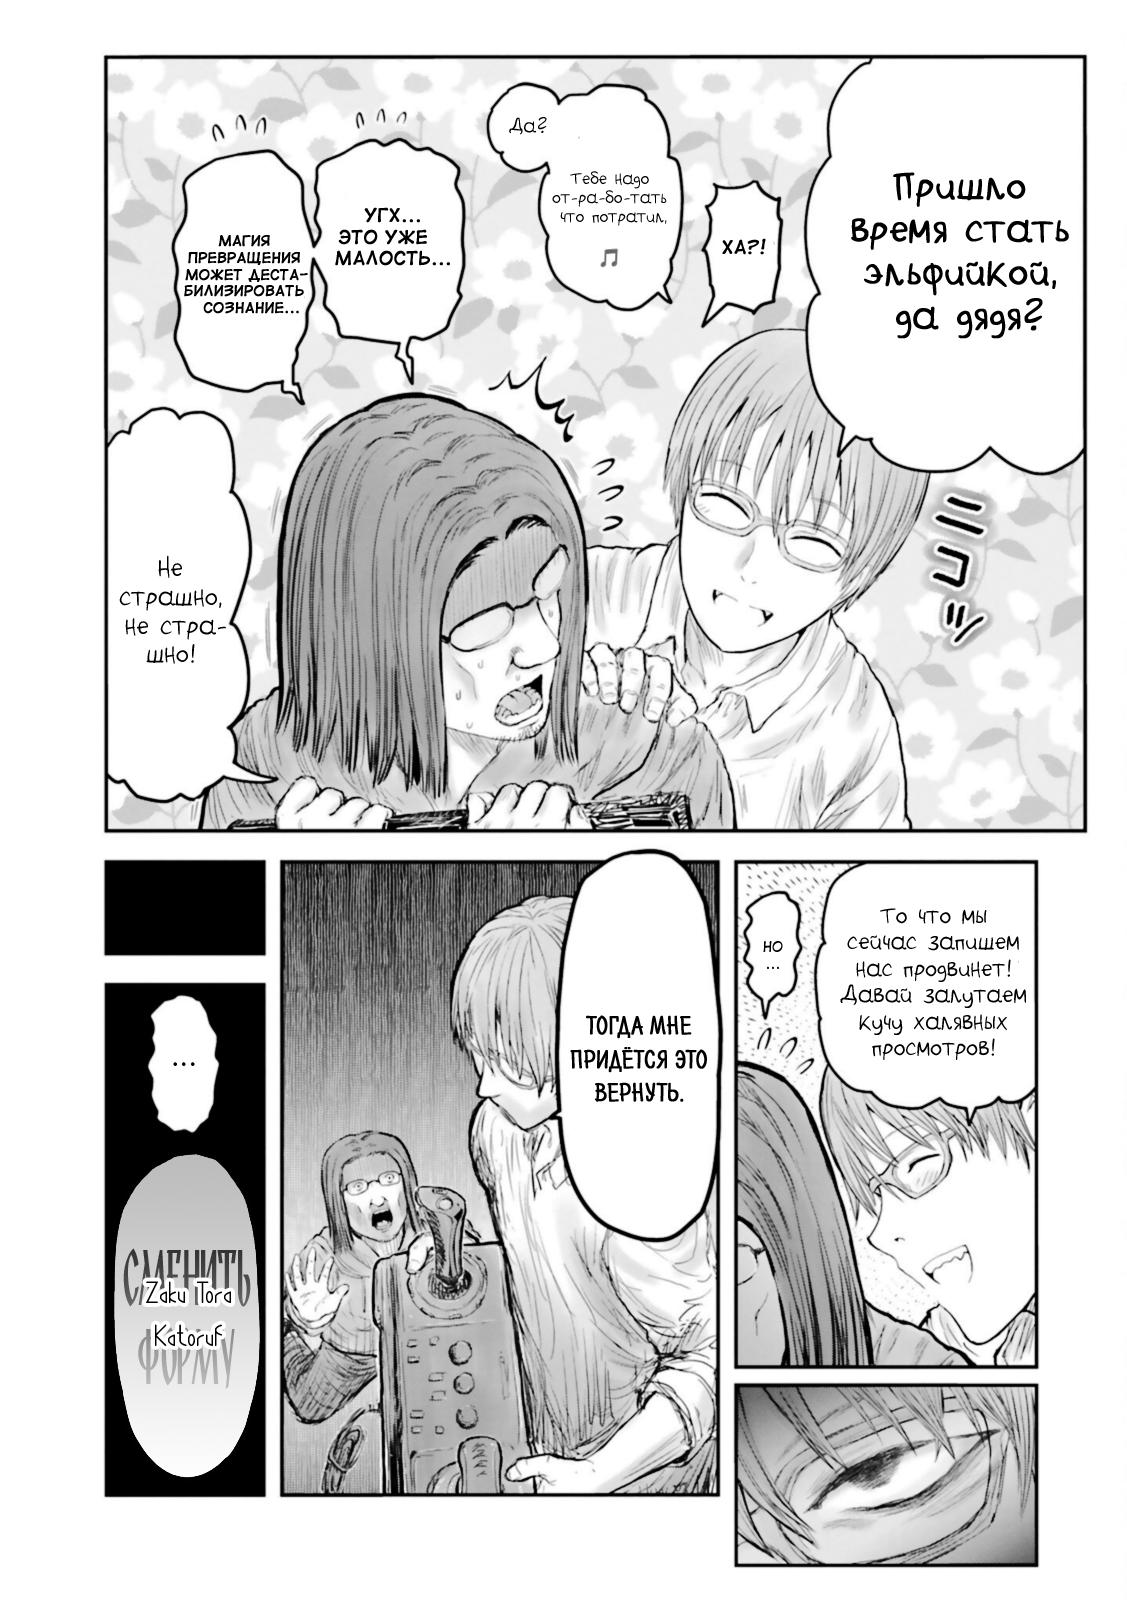 Пришло
время стать
эльфийкой,
да дядя?
ХА?!
Да?
Тебе надо
от-ра-бо-тать
что потратил,
♫
УГХ...
ЭТО УЖЕ
МАЛОСТЬ...
МАГИЯ
ПРЕВРАЩЕНИЯ
МОЖЕТ ДЕСТА-
БИЛИЗИРОВАТЬ
СОЗНАНИЕ...
ニコッ
Не
страшно,
не стра-
шно!
То что мы
сейчас запишем
нас продвинет!
Давай залутаем
кучу халявных
просмотров!
НО
...
ТОГДА МНЕ
ПРИДЁТСЯ ЭТО
ВЕРНУТЬ.
...
СМЕНИТЬ
Zaku Tora
Katoruf
ФОРМУ